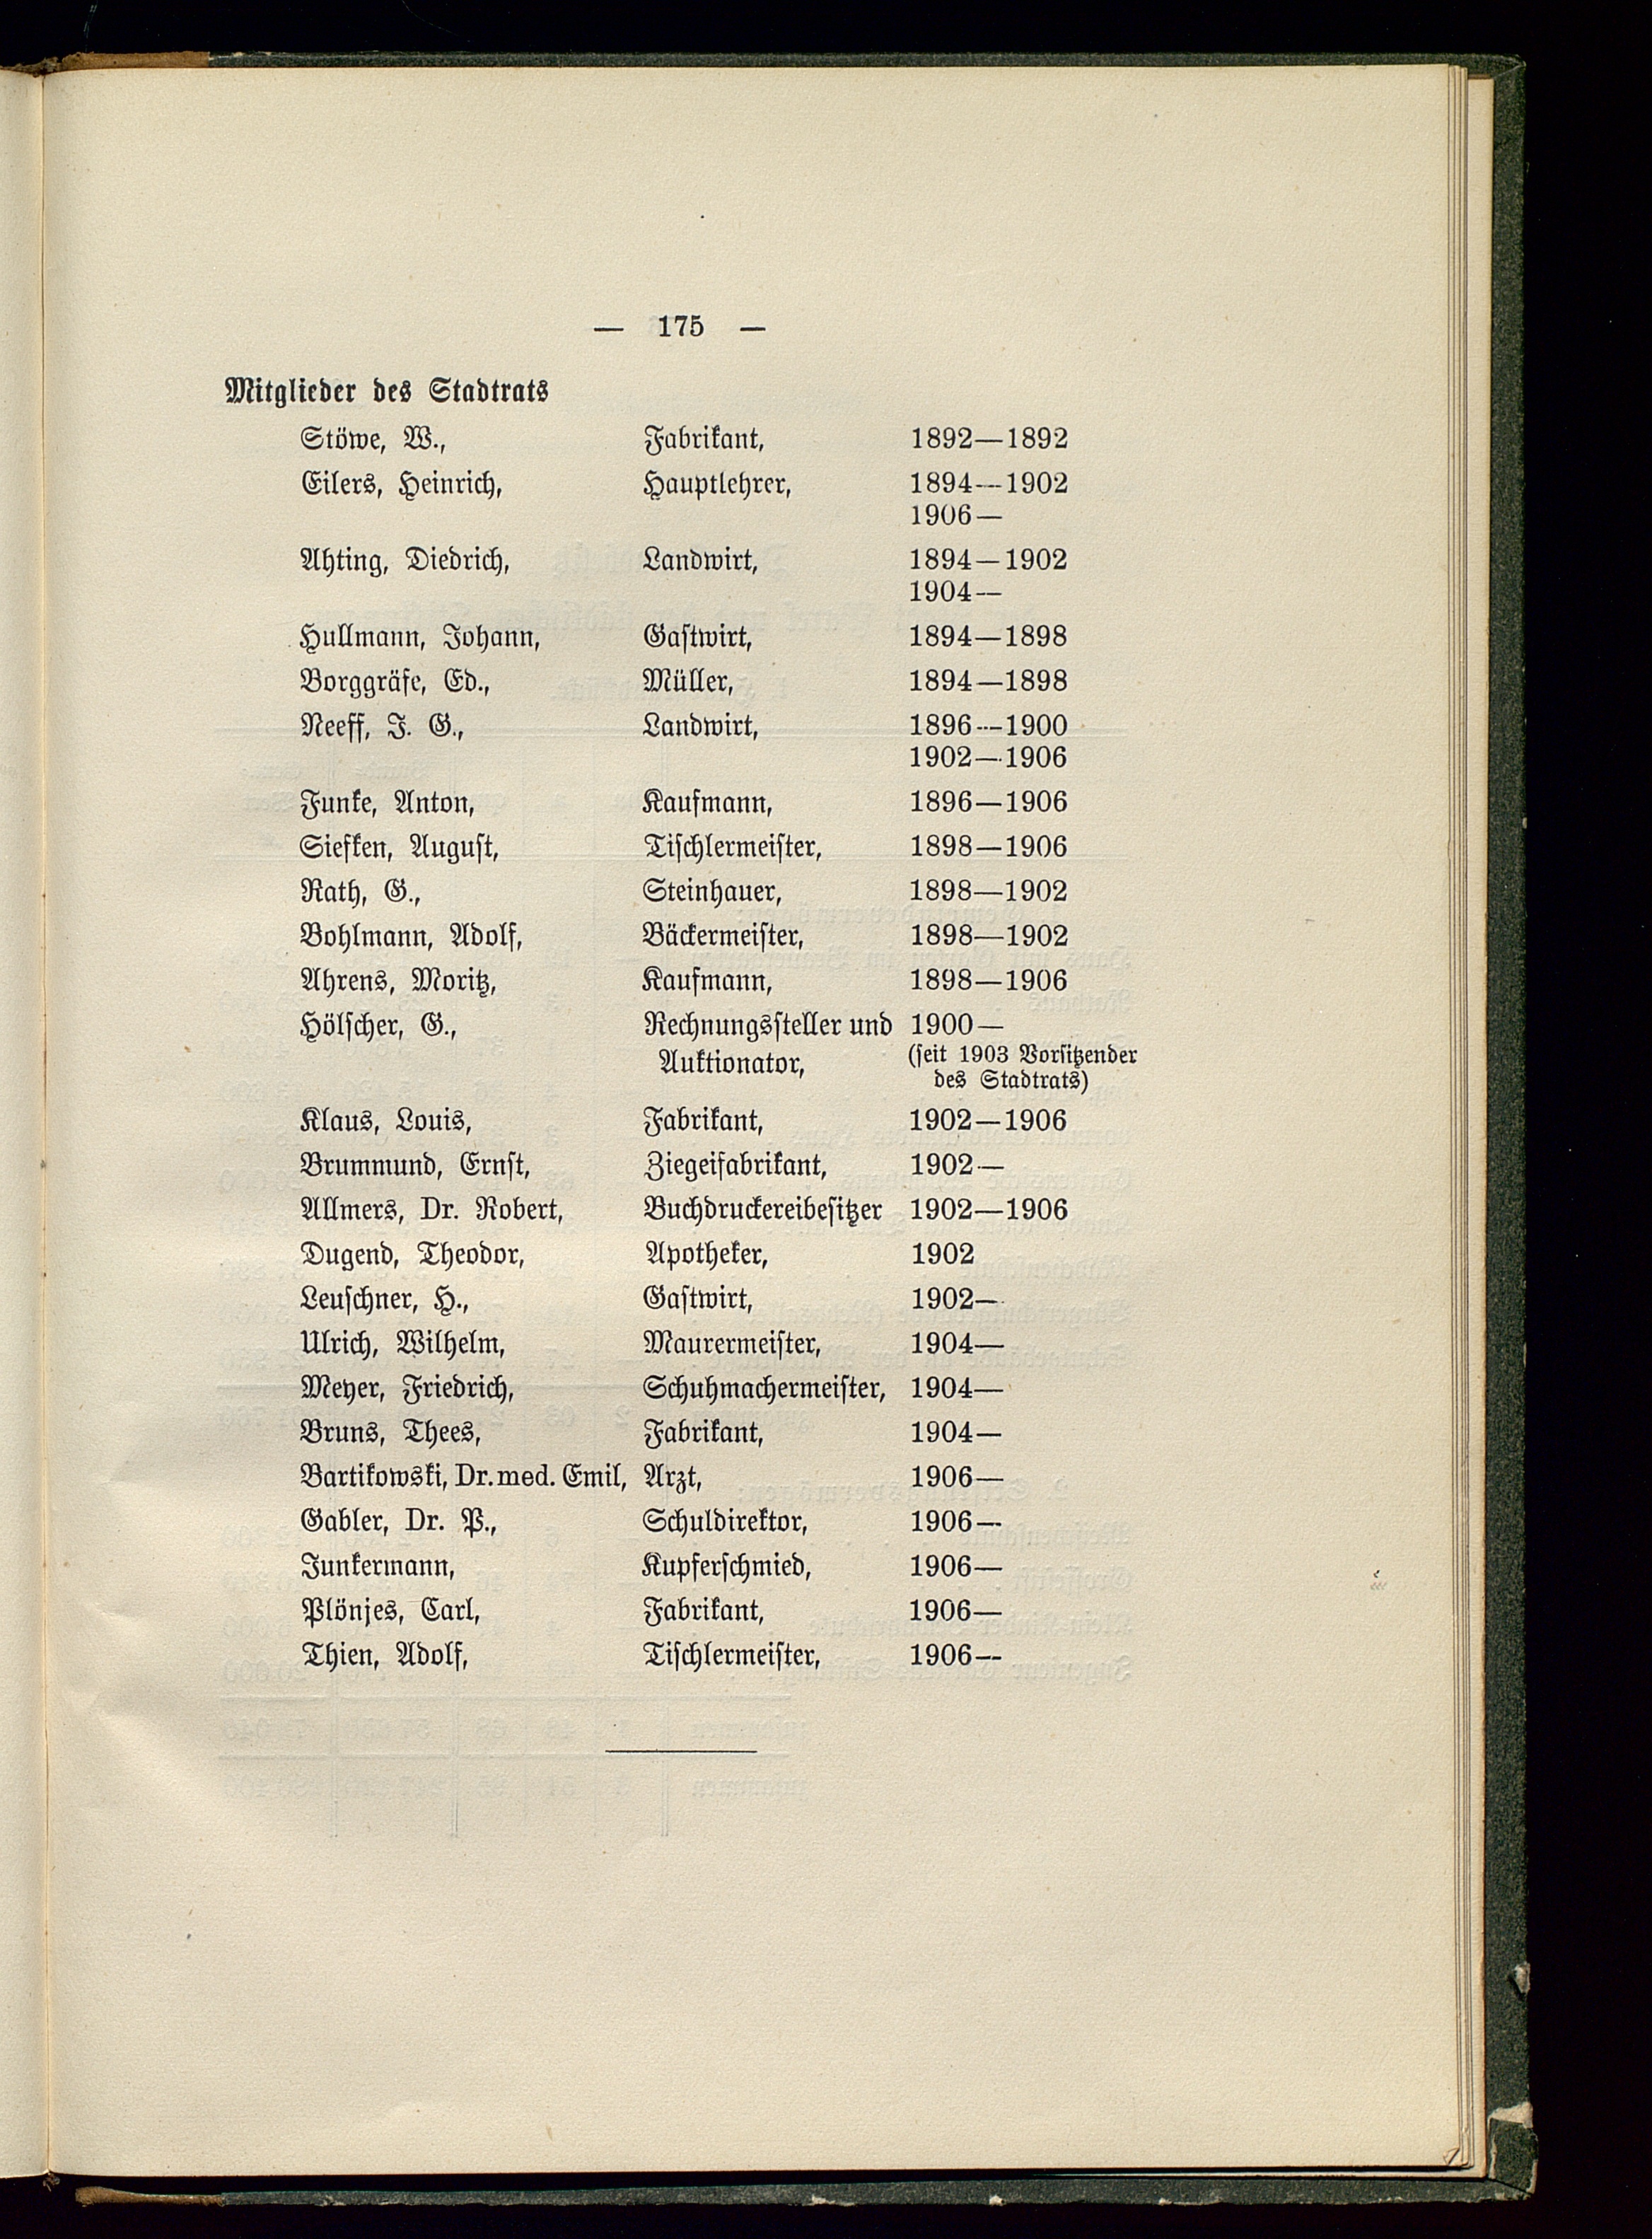 — 175 —
Mitglieder des Stadtrats
Stöwe, W., Fabrikant, 1892—1892
Eilers, Heinrich, Hauptlehrer, 1894—1902
1906—
Ahting, Diedrich, Landwirt, 1894—1902
1904—
Hullmann, Johann, Gastwirt, 1894—1898
Borggräfe, Ed., Müller, 1894—1898
Neeff, J. G., Landwirt, 1896—1900
1902—1906
Funke, Anton, Kaufmann, 1896—1906
Siefken, August, Tischlermeister, 1898—1906
Rath, G., Steinhauer, 1898—1902
Bohlmann, Adolf, Bäckermeister, 1898—1902
Ahrens, Moritz, Kaufmann, 1898—1906
Hölscher, G., Rechnungssteller und 1900—
Auktionator, (seit 1903 Vorsitzender
des Stadtrats)
Klaus, Louis, Fabrikant, 1902—1906
Brummund, Ernst, Ziegeifabrikant, 1902—
Allmers, Dr. Robert, Buchdruckereibesitzer 1902—1906
Dugend, Theodor, Apotheker, 1902
Leuschner, H., Gastwirt, 1902—
Ulrich, Wilhelm, Maurermeister, 1904—
Meyer, Friedrich, Schuhmachermeister, 1904—
Bruns, Thees, Fabrikant, 1904—
Bartikowski, Dr. med. Emil, Arzt, 1906—
Gabler, Dr. P., Schuldirektor, 1906—
Junkermann, Kupferschmied, 1906—
Plönjes, Carl, Fabrikant, 1906—
Thien, Adolf, Tischlermeister, 1906—